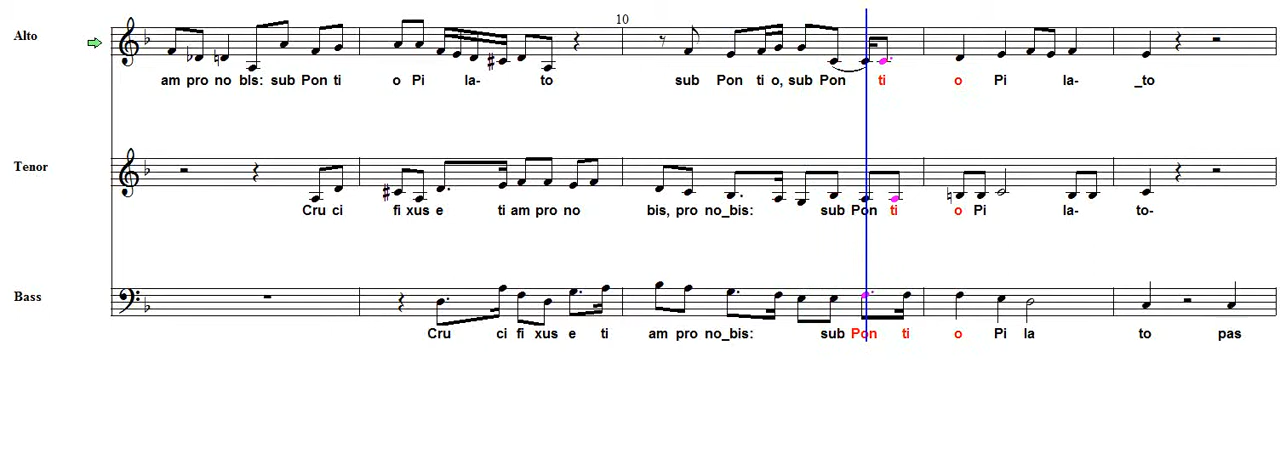 10
Alto
am pro no bls: sub Pon ti o Pi la- to sub Pon ti o, sub Pon ti o Pi la- _to
Tenor
Cru ci fi xus e ti am pro no bis, pro no_bis: sub Pon ti o Pi la- to-
Bass
Cru ci fi xus e ti am pro no_bis: sub Pon ti o Pi la to pas